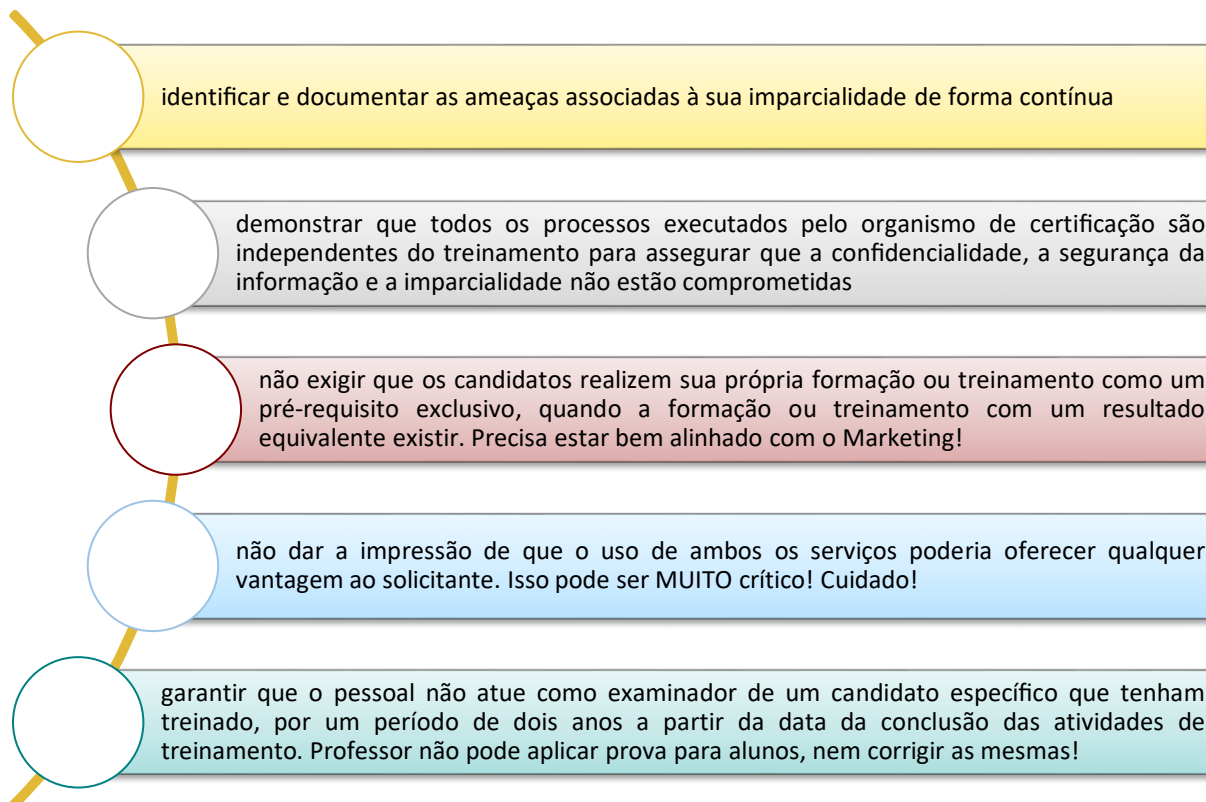 identificar e documentar as ameaças associadas à sua imparcialidade de forma contínua
demonstrar que todos os processos executados pelo organismo de certificação são
independentes do treinamento para assegurar que a confidencialidade, a segurança da
informação e a imparcialidade não estão comprometidas
não exigir que os candidatos realizem sua própria formação ou treinamento como um
pré-requisito exclusivo, quando a formação ou treinamento com um resultado
equivalente existir. Precisa estar bem alinhado com o Marketing!
não dar a impressão de que o uso de ambos os serviços poderia oferecer qualquer
vantagem ao solicitante. Isso pode ser MUITO crítico! Cuidado!
garantir que o pessoal não atue como examinador de um candidato específico que tenham
treinado, por um período de dois anos a partir da data da conclusão das atividades de
treinamento. Professor não pode aplicar prova para alunos, nem corrigir as mesmas!